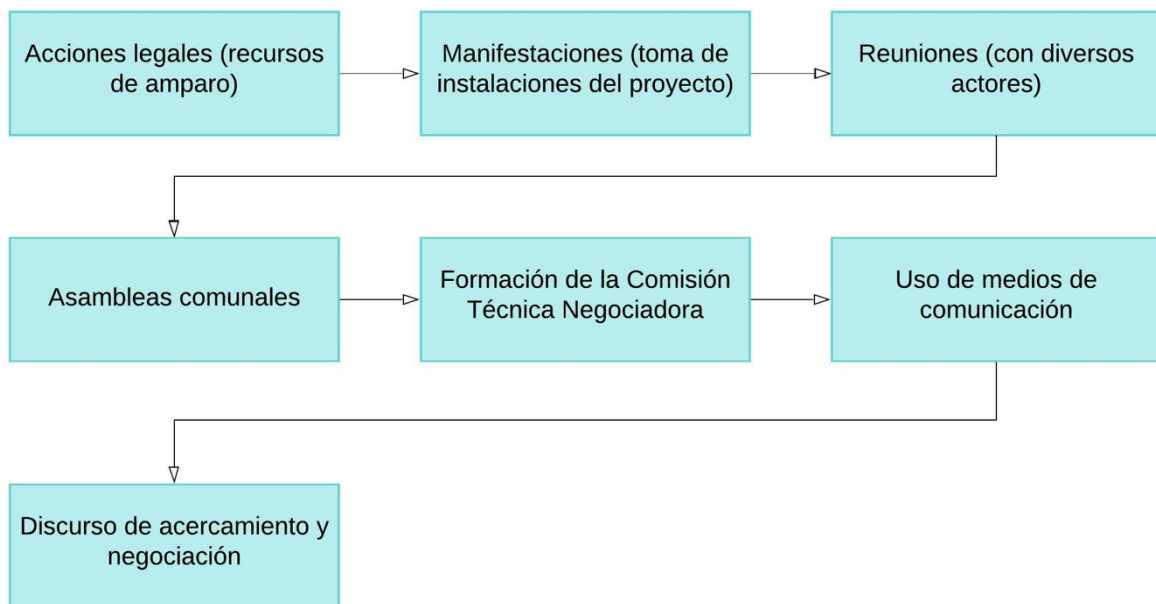 Acciones legales (recursos
de amparo)
Manifestaciones (toma de
instalaciones del proyecto)
Reuniones (con diversos
actores)
Asambleas comunales
Formación de la Comisión
Técnica Negociadora
Uso de medios de
comunicación
Discurso de acercamiento y
negociación